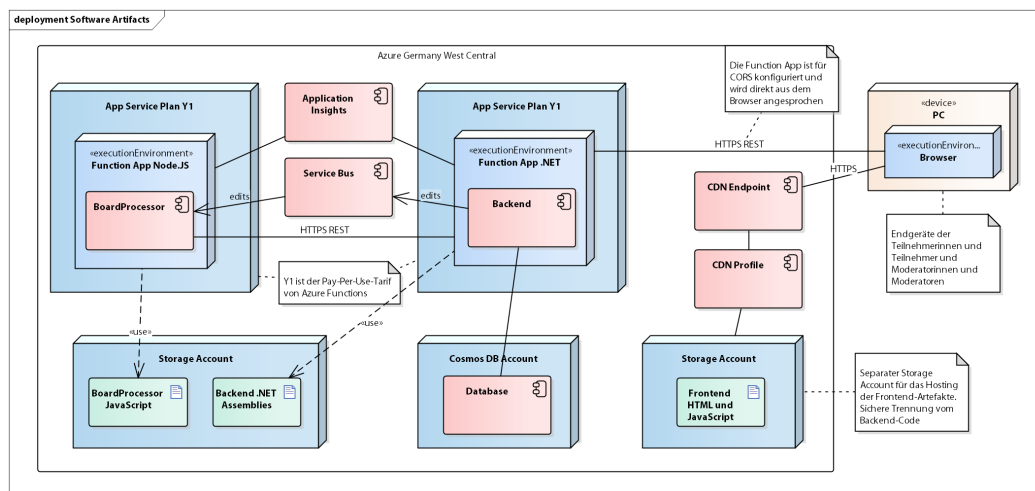 deployment Software Artifacts
Azure Germany West Central
App Service Plan Y1
«executionEnvironment»
Function App Node.JS
BoardProcessor
Application
Insights
Service Bus
edits
edits
HTTPS REST
App Service Plan Y1
«executionEnvironment»
Function App .NET
Backend
Die Function App ist für
CORS konfiguriert und
wird direkt aus dem
Browser angesprochen
HTTPS REST
HTTPS
«device»
PC
«executionEnviron...
Browser
CDN Endpoint
CDN Profile
Endgeräte der
Teilnehmerinnen und
Teilnehmer und
Moderatorinnen und
Moderatoren
Y1 ist der Pay-Per-Use-Tarif
von Azure Functions
«use»
«use»
Storage Account
BoardProcessor
JavaScript
Backend .NET
Assemblies
Cosmos DB Account
Database
Storage Account
Frontend
HTML und
JavaScript
Separater Storage
Account für das Hosting
der Frontend-Artefakte.
Sichere Trennung vom
Backend-Code